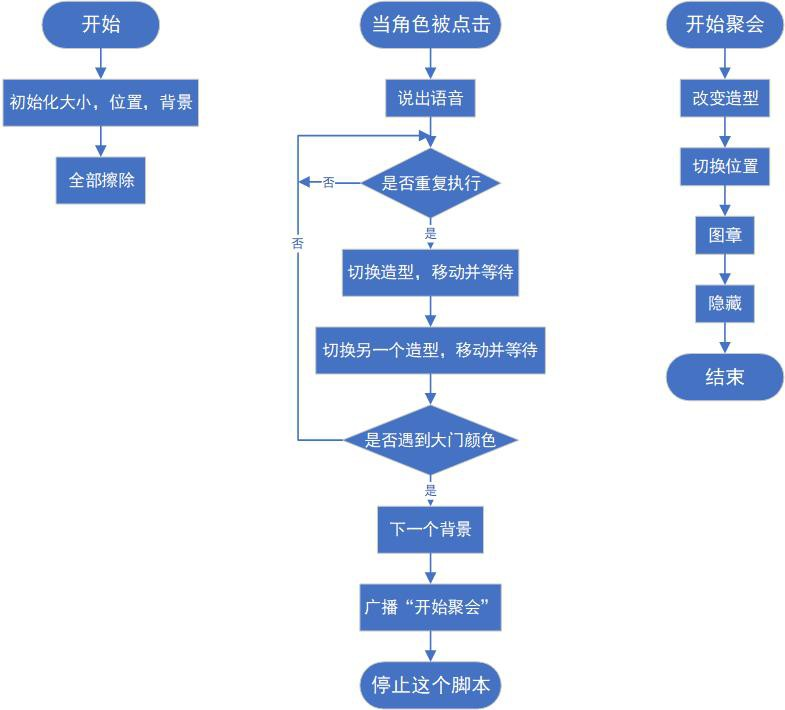 开始
初始化大小，位置，背景
全部擦除
当角色被点击
说出语音
是否重复执行
否
是
否
切换造型，移动并等待
切换另一个造型，移动并等待
是否遇到大门颜色
是
下一个背景
广播“开始聚会”
停止这个脚本
开始聚会
改变造型
切换位置
图章
隐藏
结束